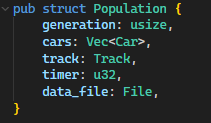 pub struct Population {
    generation: usize,
    cars: Vec<Car>,
    track: Track,
    timer: u32,
    data_file: File,
}